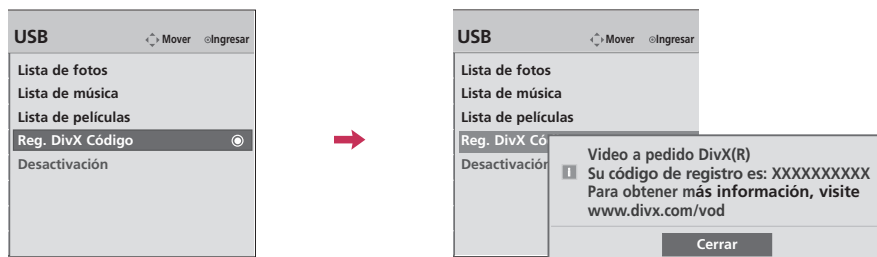 USB Mover Ingresar
Lista de fotos
Lista de música
Lista de películas
Reg. DivX Código
Desactivación
USB Mover Ingresar
Lista de fotos
Lista de música
Lista de películas
Reg. DivX Có
Desactivación
Video a pedido DivX(R)
Su código de registro es: XXXXXXXXXX
Para obtener más información, visite
www.divx.com/vod
Cerrar